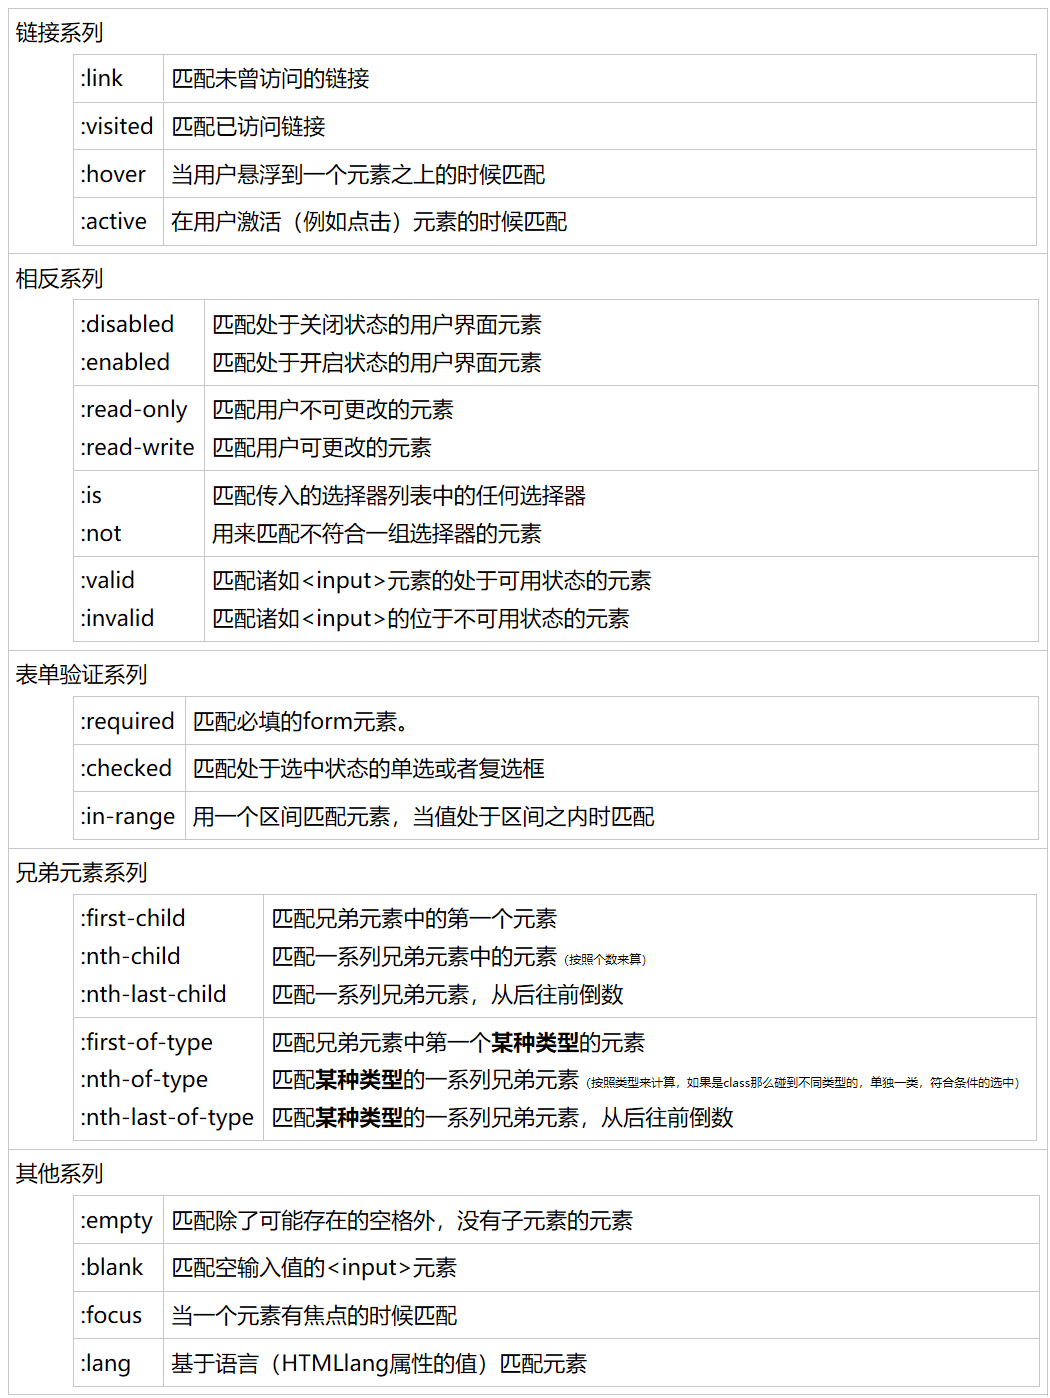 链接系列
:link 匹配未曾访问的链接
:visited 匹配已访问链接
:hover 当用户悬浮到一个元素之上的时候匹配
:active 在用户激活（例如点击）元素的时候匹配
相反系列
:disabled 匹配处于关闭状态的用户界面元素
:enabled 匹配处于开启状态的用户界面元素
:read-only 匹配用户不可更改的元素
:read-write 匹配用户可更改的元素
:is 匹配传入的选择器列表中的任何选择器
:not 用来匹配不符合一组选择器的元素
:valid 匹配诸如<input>元素的处于可用状态的元素
:invalid 匹配诸如<input>的位于不可用状态的元素
表单验证系列
:required 匹配必填的form元素。
:checked 匹配处于选中状态的单选或者复选框
:in-range 用一个区间匹配元素，当值处于区间之内时匹配
兄弟元素系列
:first-child 匹配兄弟元素中的第一个元素
:nth-child 匹配一系列兄弟元素中的元素（按照个数来算）
:nth-last-child 匹配一系列兄弟元素，从后往前倒数
:first-of-type 匹配兄弟元素中第一个某种类型的元素
:nth-of-type 匹配某种类型的一系列兄弟元素（按照类型来计算，如果是class那么碰到不同类型的，单独一类，符合条件的选中）
:nth-last-of-type 匹配某种类型的一系列兄弟元素，从后往前倒数
其他系列
:empty 匹配除了可能存在的空格外，没有子元素的元素
:blank 匹配空输入值的<input>元素
:focus 当一个元素有焦点的时候匹配
:lang 基于语言（HTMLlang属性的值）匹配元素